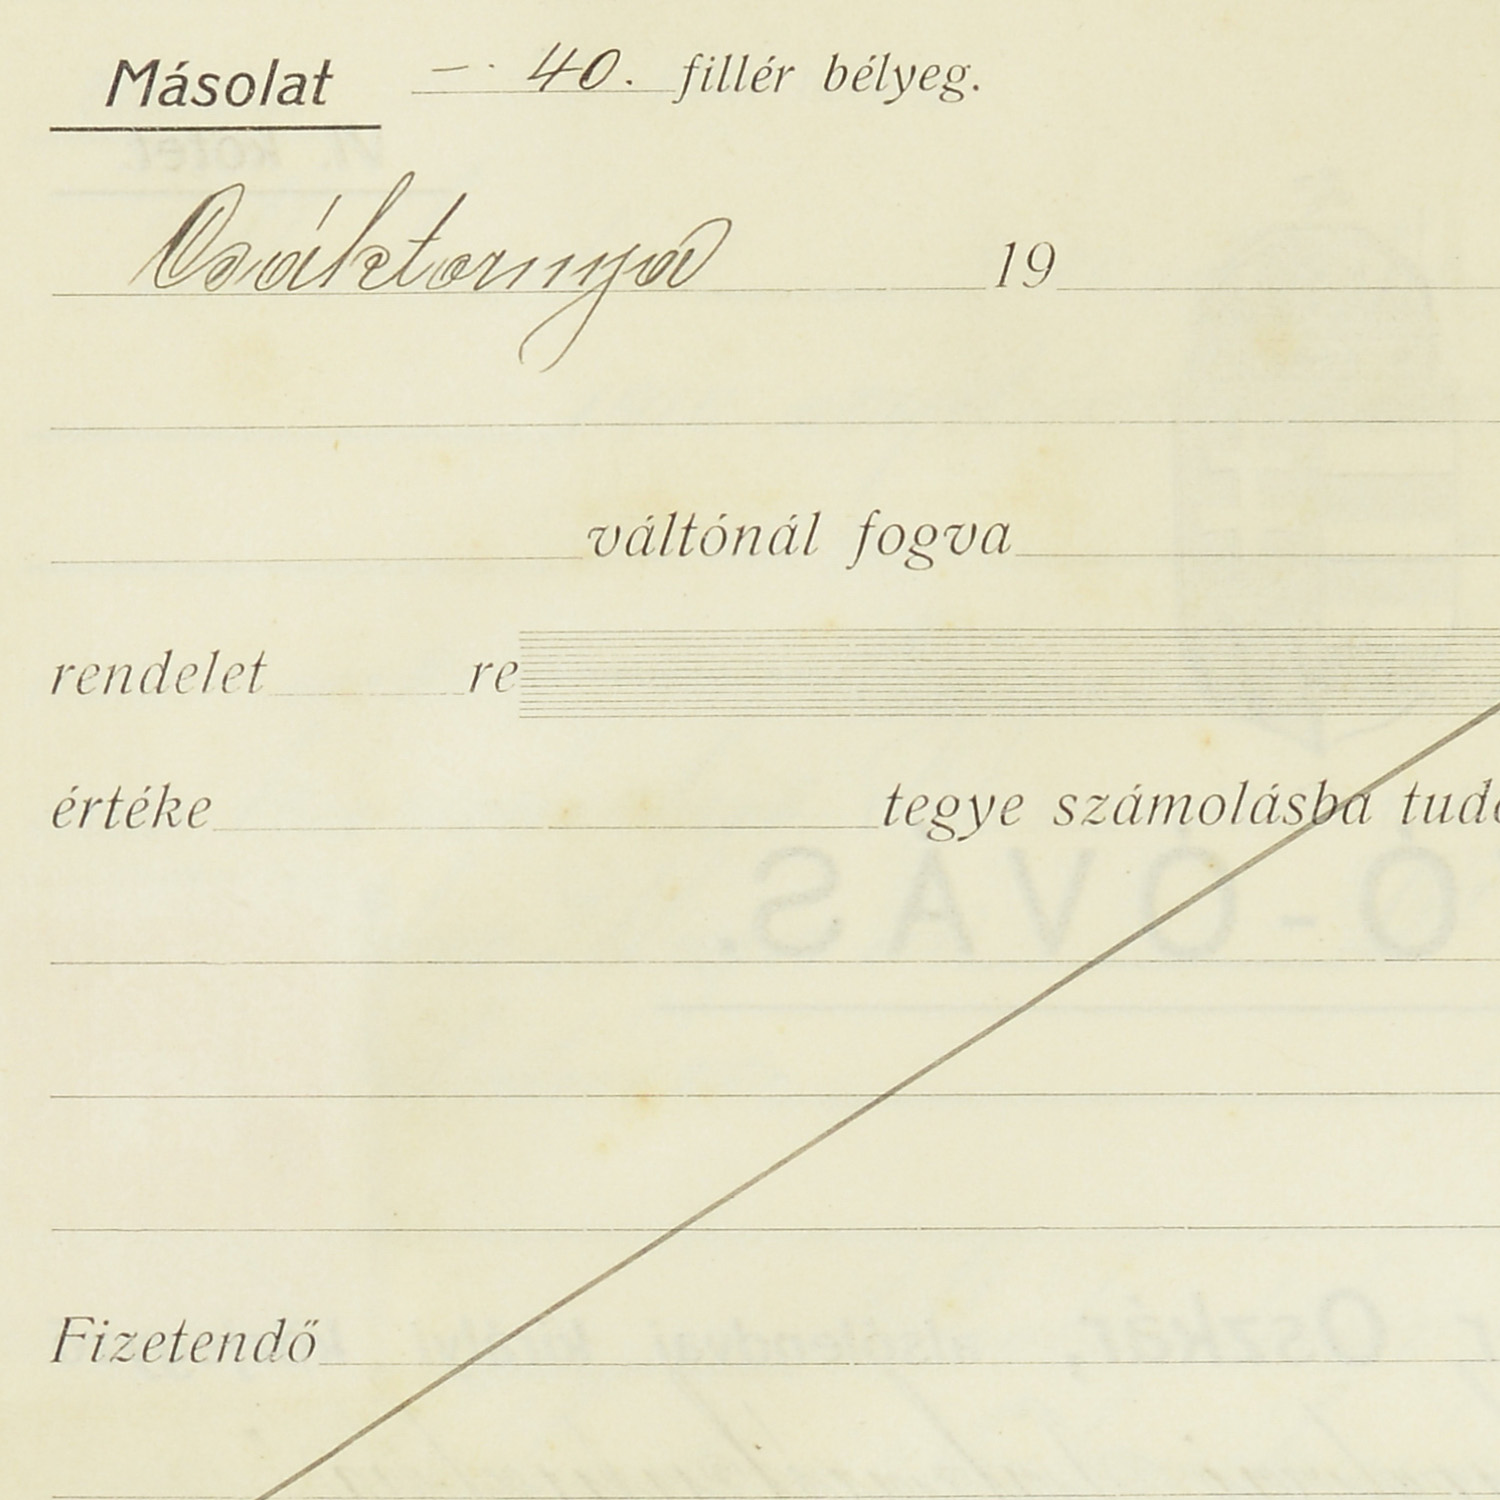 Másolat —. 40. fillér bélyeg.
Csáktornya 19
váltónál fogva
rendelet re
értéke tegye számolásba tud
Fizetendő